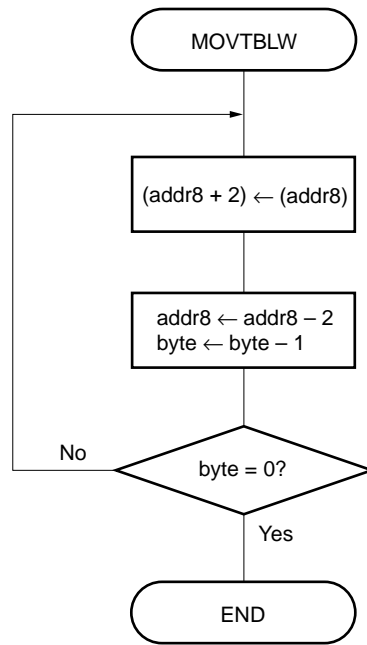 MOVTBLW
(addr8 + 2) ← (addr8)
addr8 ← addr8 – 2
byte ← byte – 1
No
byte = 0?
Yes
END